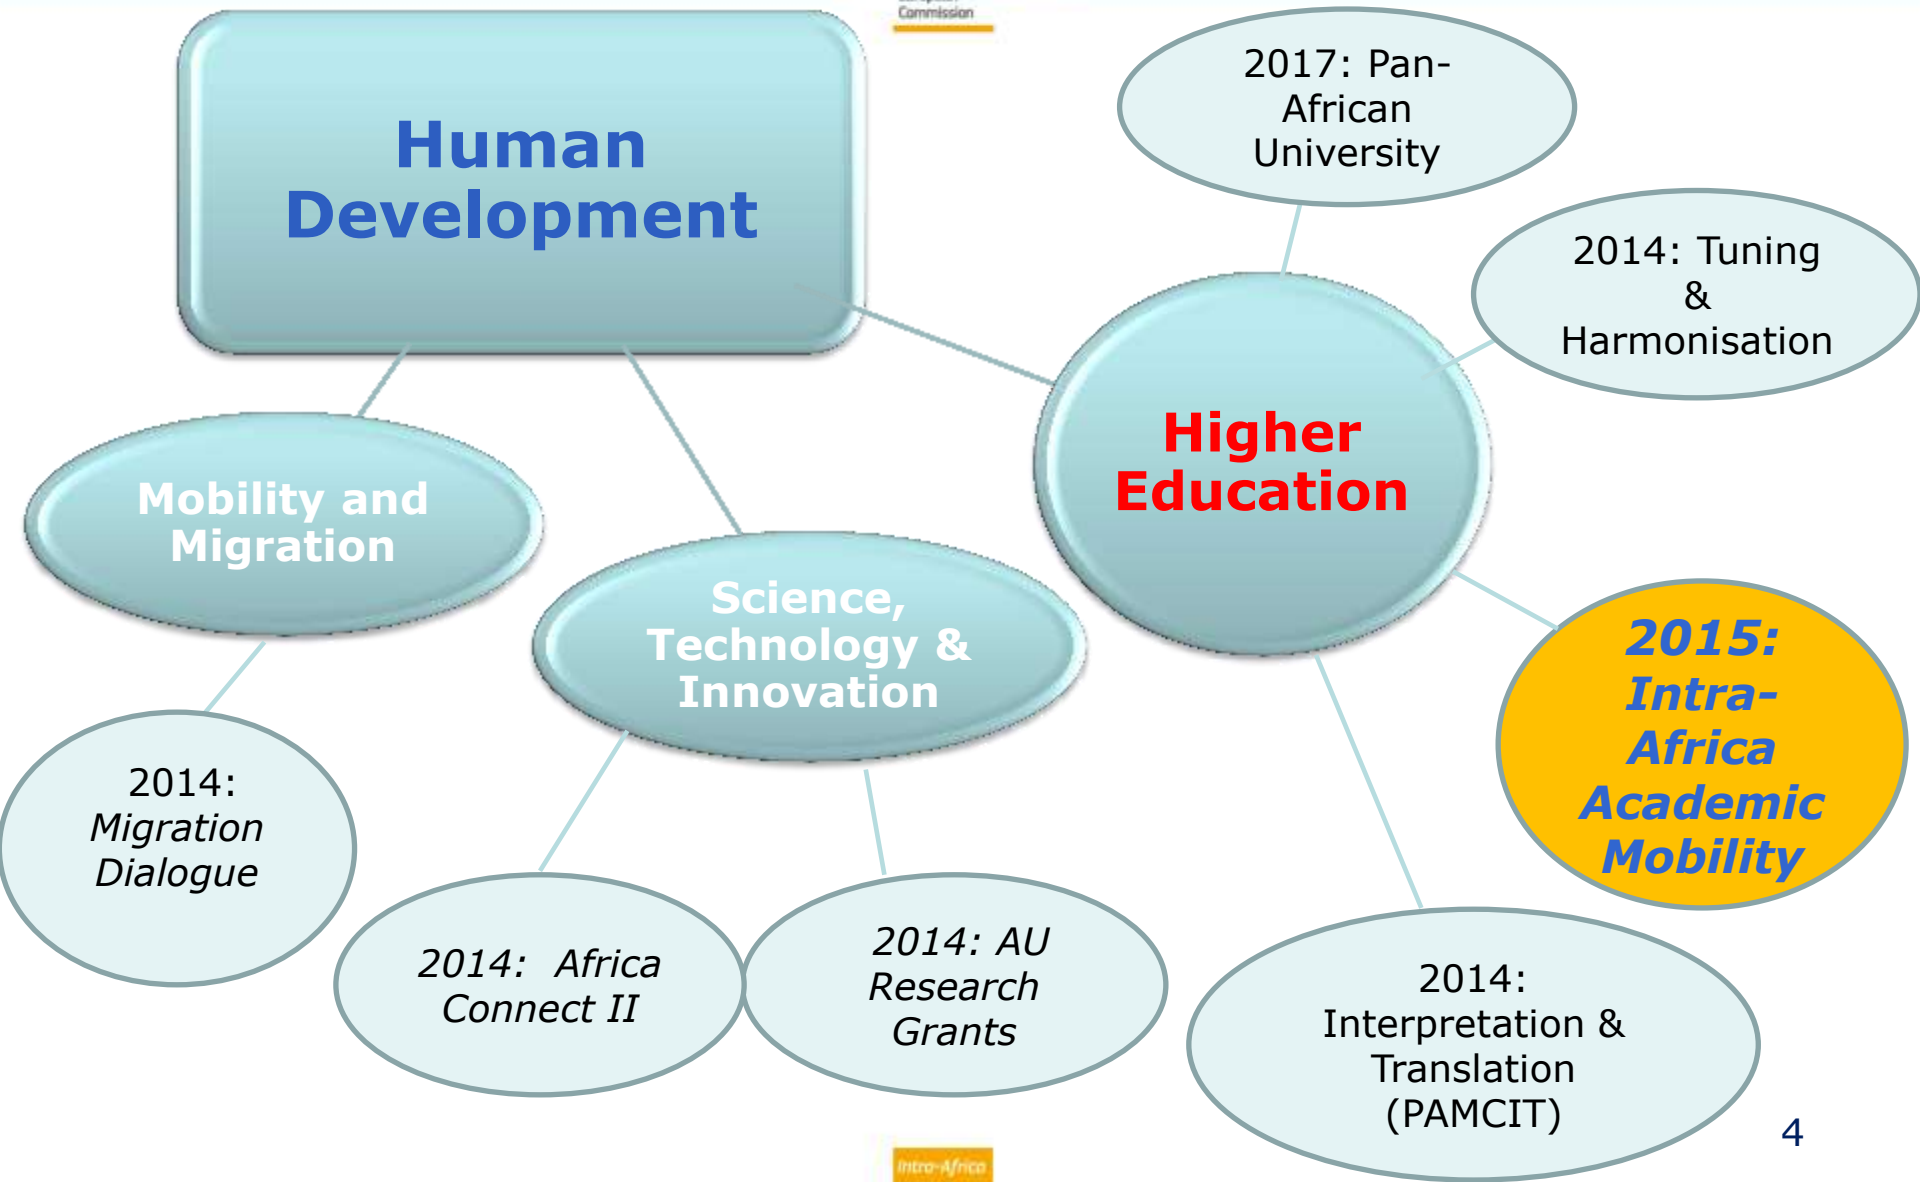 Commission
Human
Development
2017: Pan-
African
University
2014: Tuning
&
Harmonisation
Higher
Education
Mobility and
Migration
Science,
Technology &
Innovation
2015:
Intra-
Africa
Academic
Mobility
2014:
Migration
Dialogue
2014: Africa
Connect II
2014: AU
Research
Grants
2014:
Interpretation &
Translation
(PAMCIT)
4
Intra-Africa